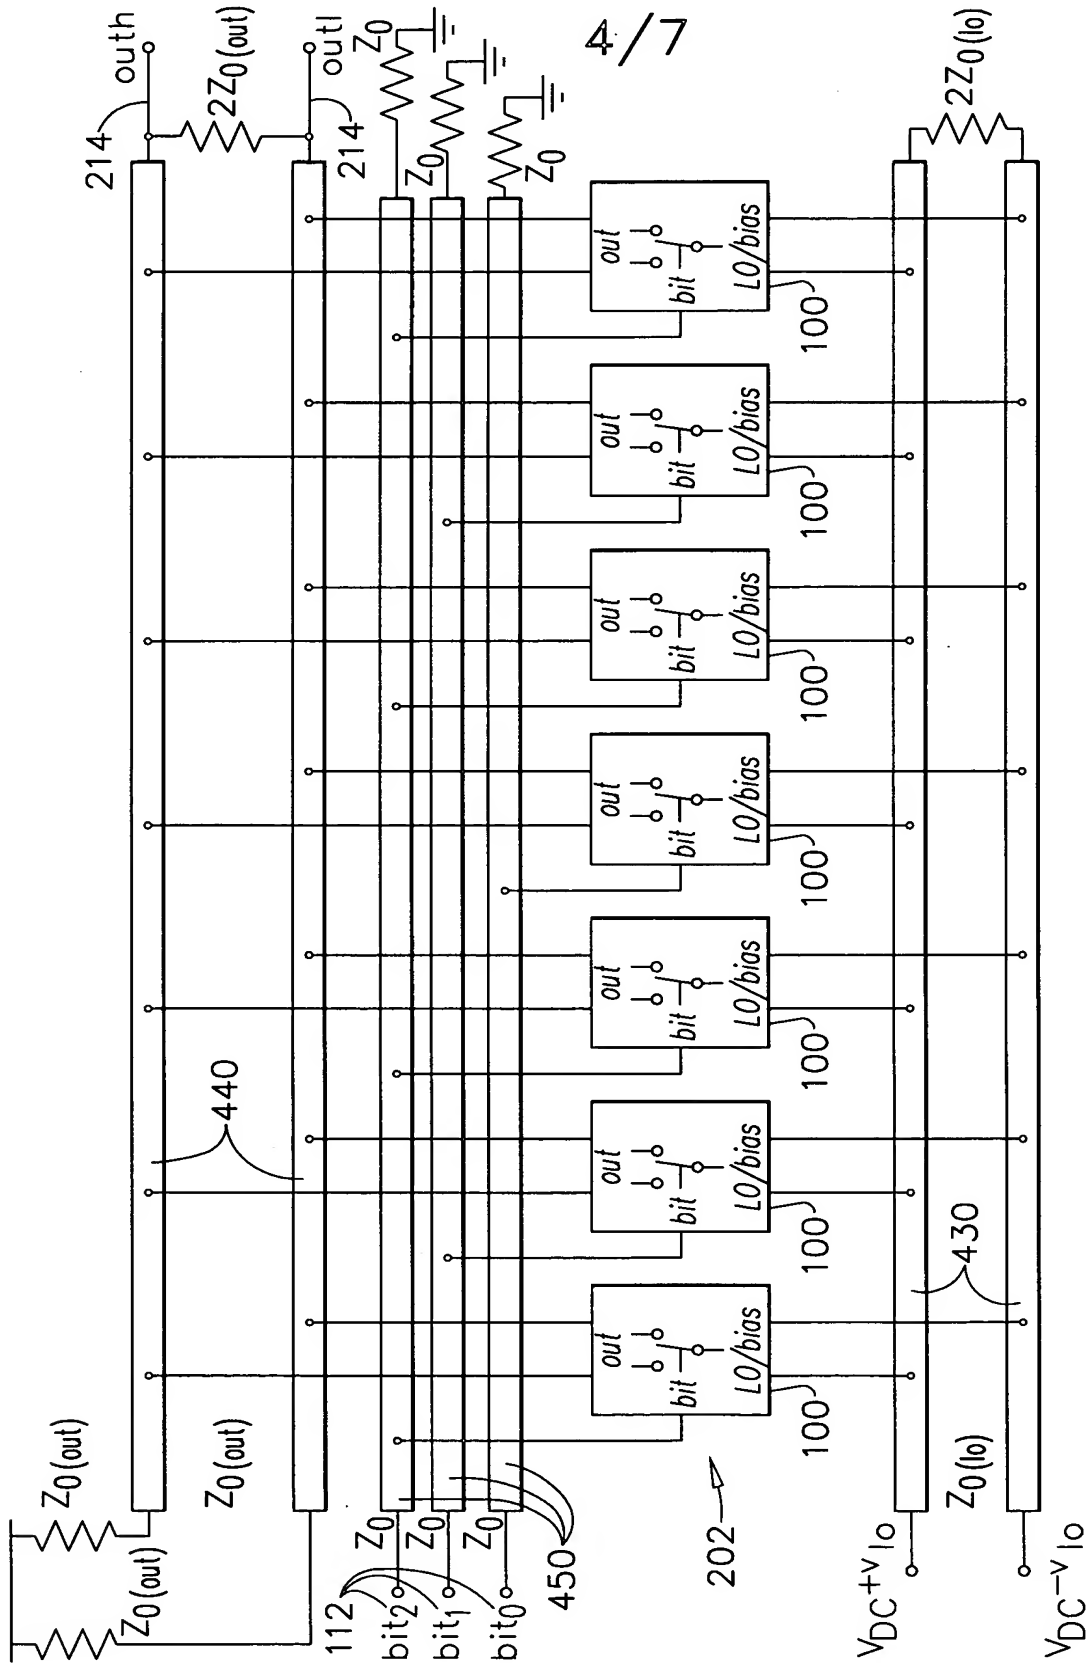 4/7
outh
214
2Z0(out)
outl
214
Z0
Z0
Z0
2Z0(lo)
out
bit
LO/bias
100
out
bit
LO/bias
100
out
bit
LO/bias
100
out
bit
LO/bias
100
out
bit
LO/bias
100
out
bit
LO/bias
100
out
bit
LO/bias
100
440
430
Z0(out)
Z0(out)
Z0(out)
112
bit2
bit1
bit0
Z0
Z0
Z0
450
202
Z0(lo)
VDC+vlo
VDC-vlo